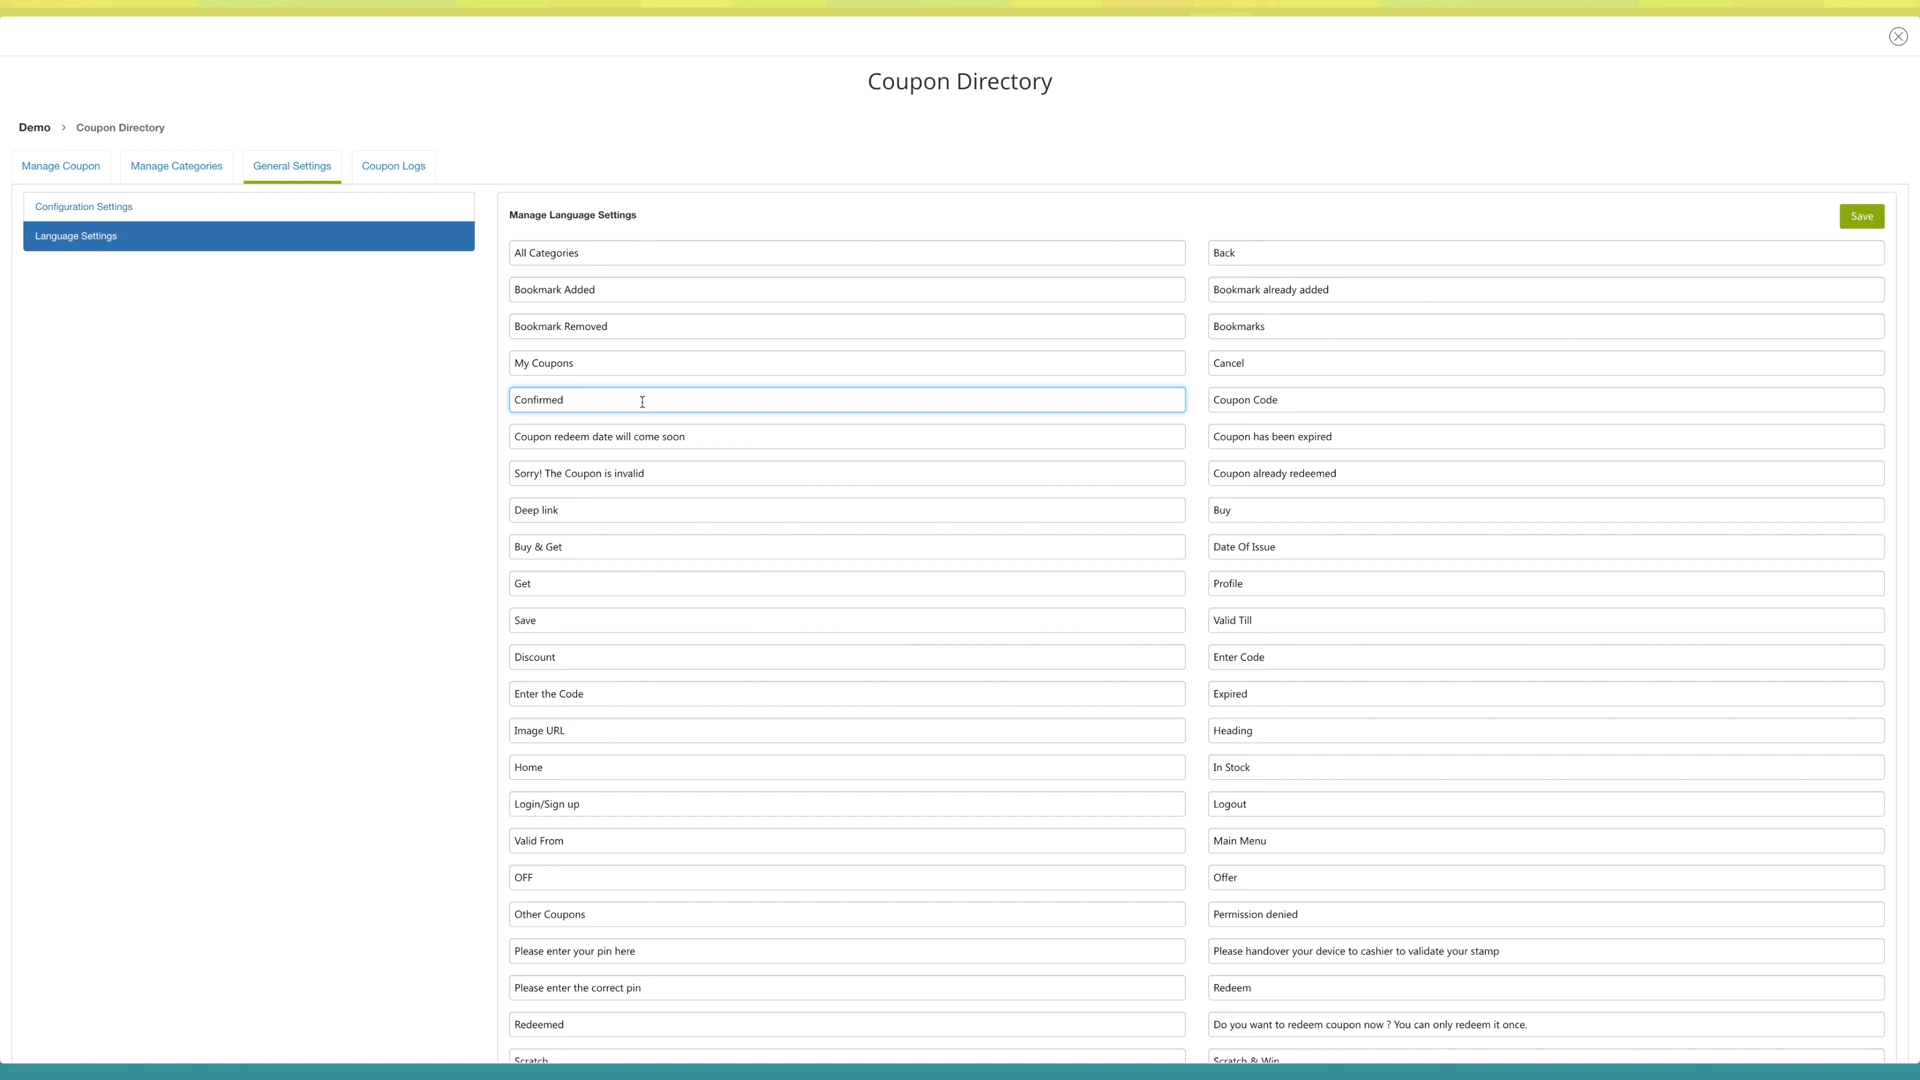 Coupon Directory
Demo > Coupon Directory
Manage Coupon
Manage Categories
General Settings
Coupon Logs
Configuration Settings
Language Settings
Manage Language Settings
Save
All Categories
Back
Bookmark Added
Bookmark already added
Bookmark Removed
Bookmarks
My Coupons
Cancel
Confirmed
Coupon Code
Coupon redeem date will come soon
Coupon has been expired
Sorry! The Coupon is invalid
Coupon already redeemed
Deep link
Buy
Buy & Get
Date Of Issue
Get
Profile
Save
Valid Till
Discount
Enter Code
Enter the Code
Expired
Image URL
Heading
Home
In Stock
Login/Sign up
Logout
Valid From
Main Menu
OFF
Offer
Other Coupons
Permission denied
Please enter your pin here
Please handover your device to cashier to validate your stamp
Please enter the correct pin
Redeem
Redeemed
Do you want to redeem coupon now ? You can only redeem it once.
Scratch
Scratch & Win